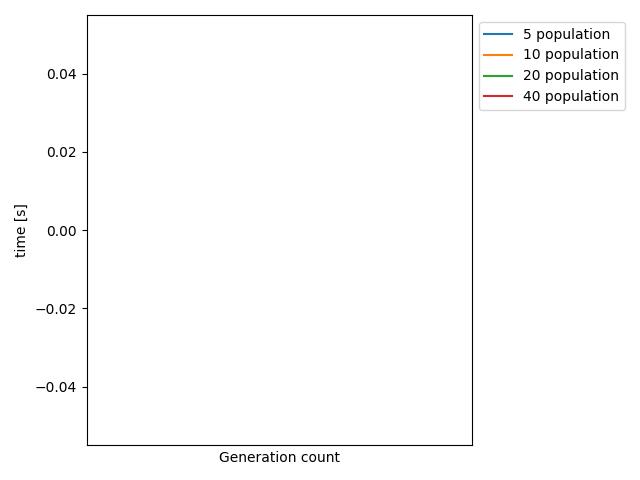 5 population
10 population
20 population
40 population
0.04
0.02
0.00
−0.02
−0.04
time [s]
Generation count